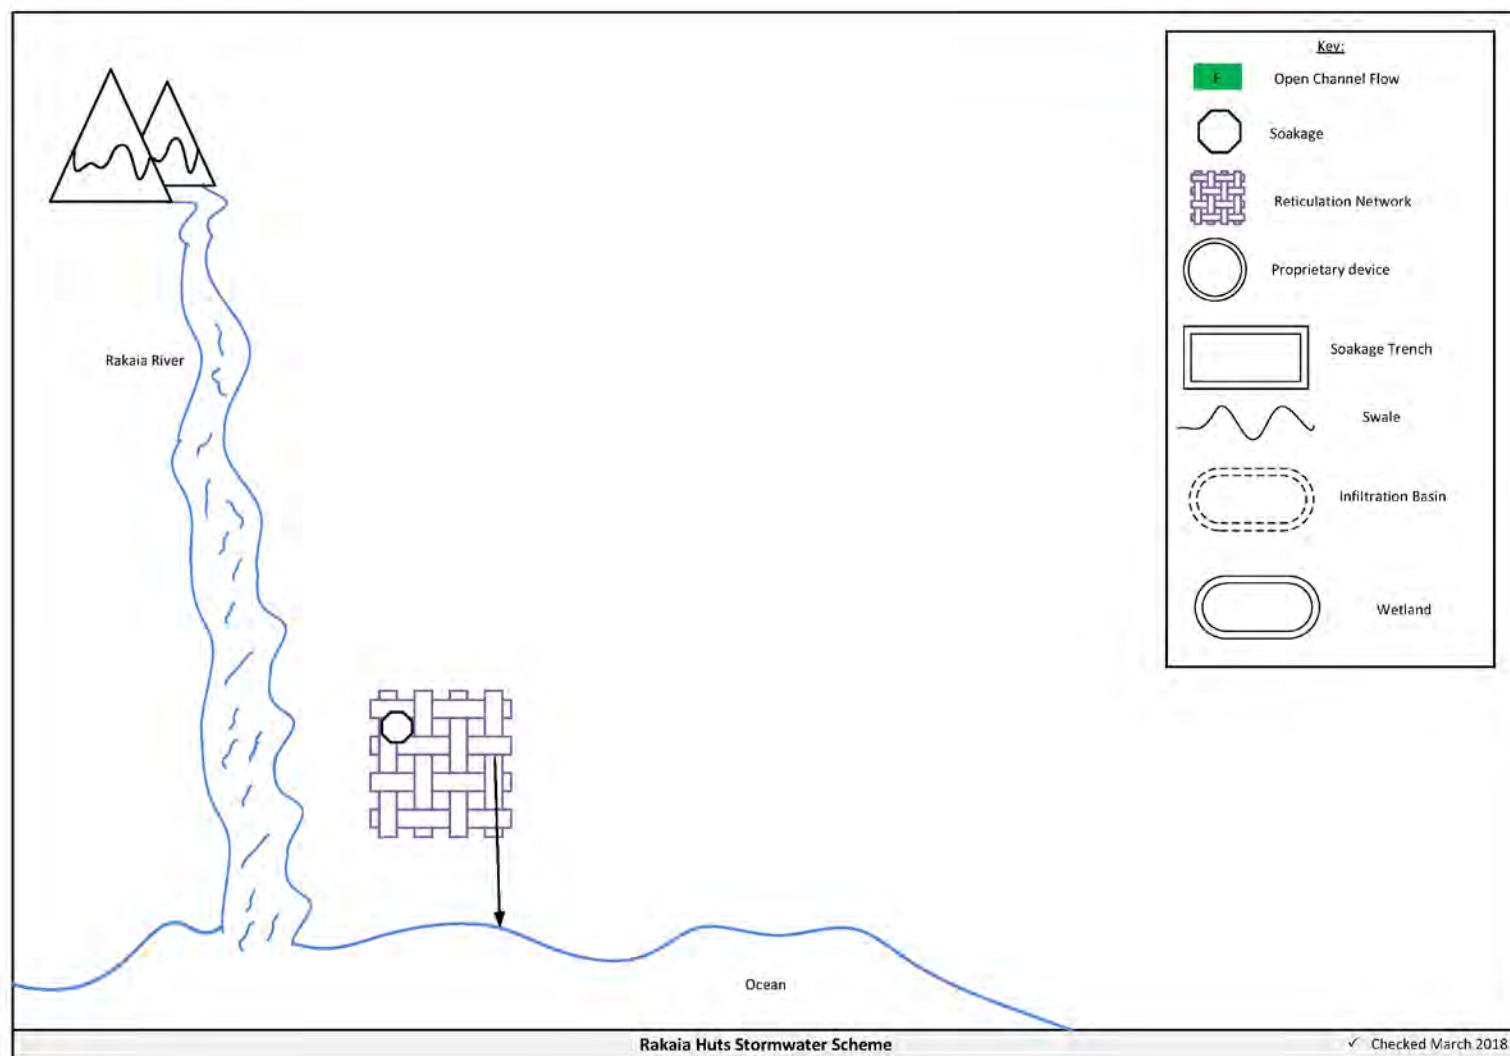 Key:
F
Open Channel Flow
Soakage
Reticulation Network
Proprietary device
Soakage Trench
Swale
Infiltration Basin
Wetland
Rakaia River
Ocean
Rakaia Huts Stormwater Scheme
✓ Checked March 2018